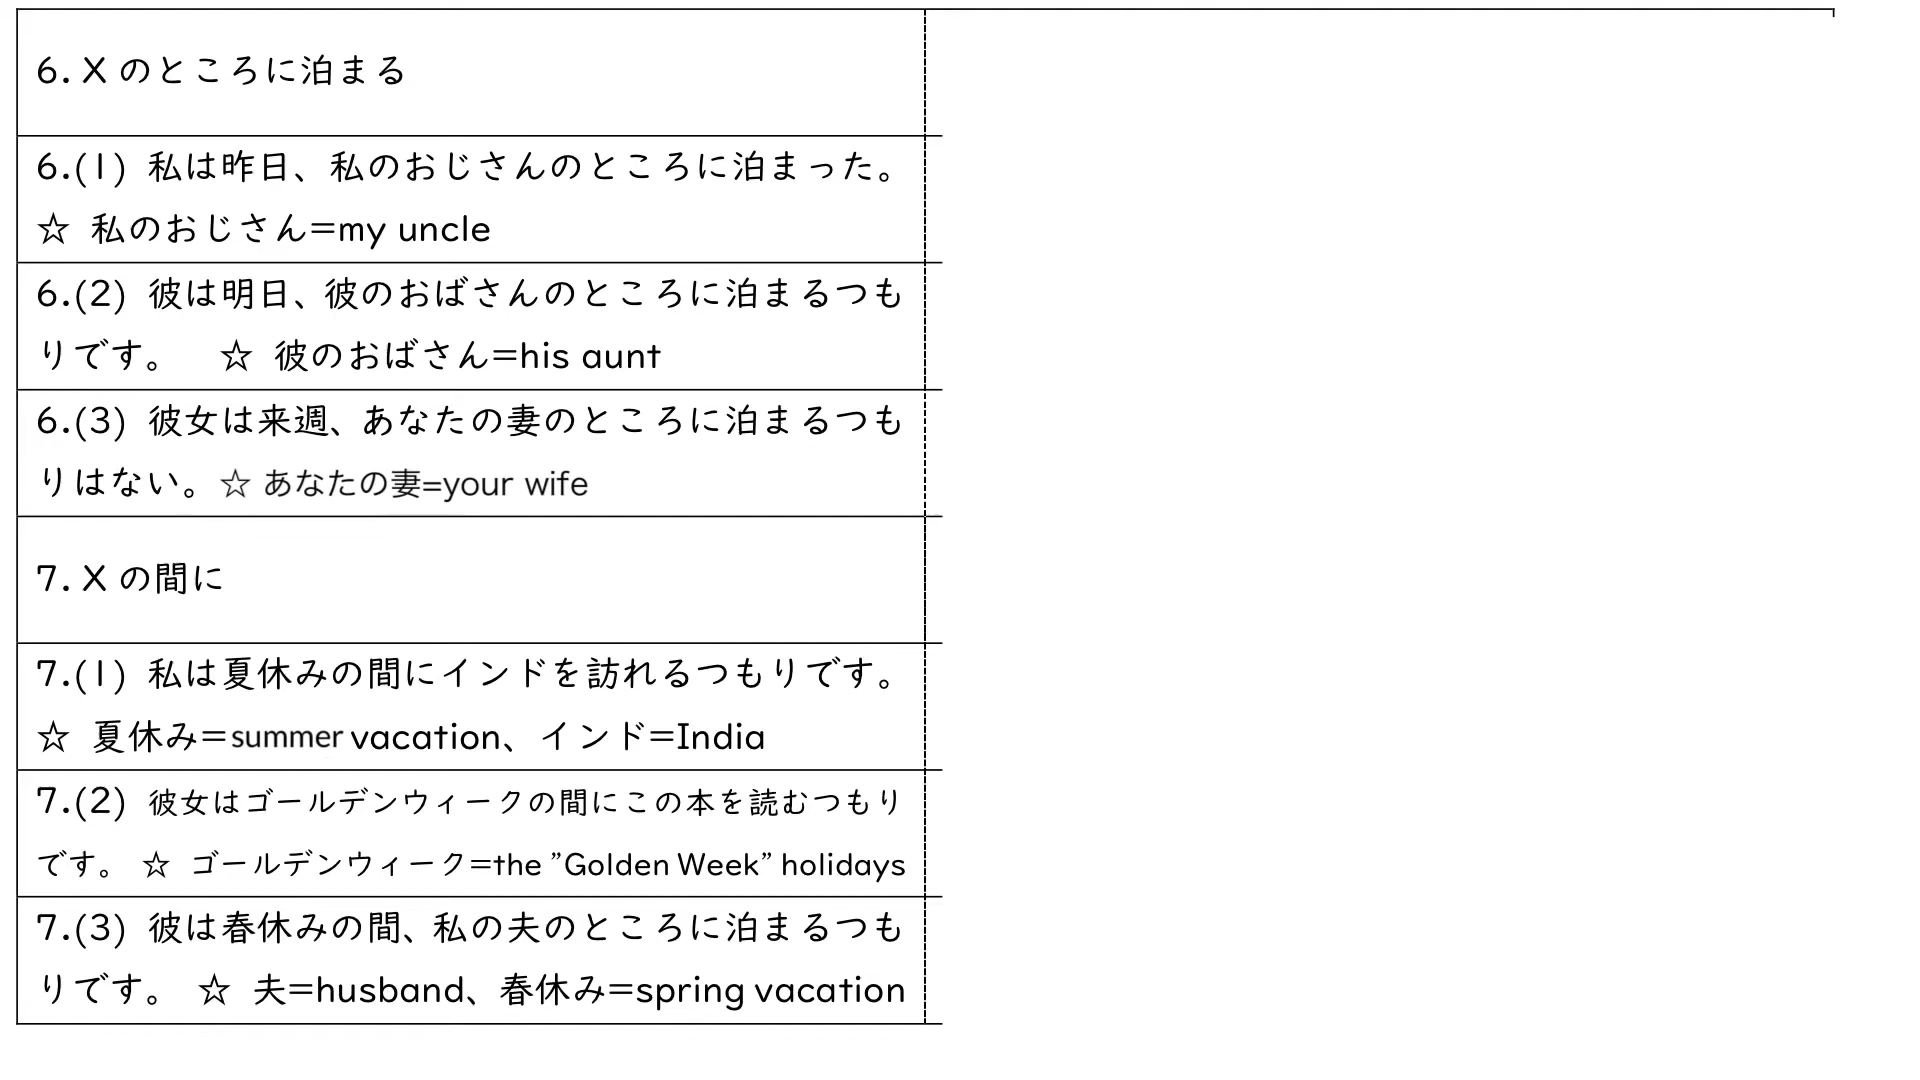 6. X のところに泊まる
6.(1) 私は昨日、私のおじさんのところに泊まった。
☆ 私のおじさん=my uncle
6.(2) 彼は明日、彼のおばさんのところに泊まるつも
りです。 ☆ 彼のおばさん=his aunt
6.(3) 彼女は来週、あなたの妻のところに泊まるつも
りはない。☆ あなたの妻=your wife
7. X の間に
7.(1) 私は夏休みの間にインドを訪れるつもりです。
☆ 夏休み=summer vacation、インド=India
7.(2) 彼女はゴールデンウィークの間にこの本を読むつもり
です。 ☆ ゴールデンウィーク=the ”Golden Week” holidays
7.(3) 彼は春休みの間、私の夫のところに泊まるつも
りです。 ☆ 夫=husband、春休み=spring vacation